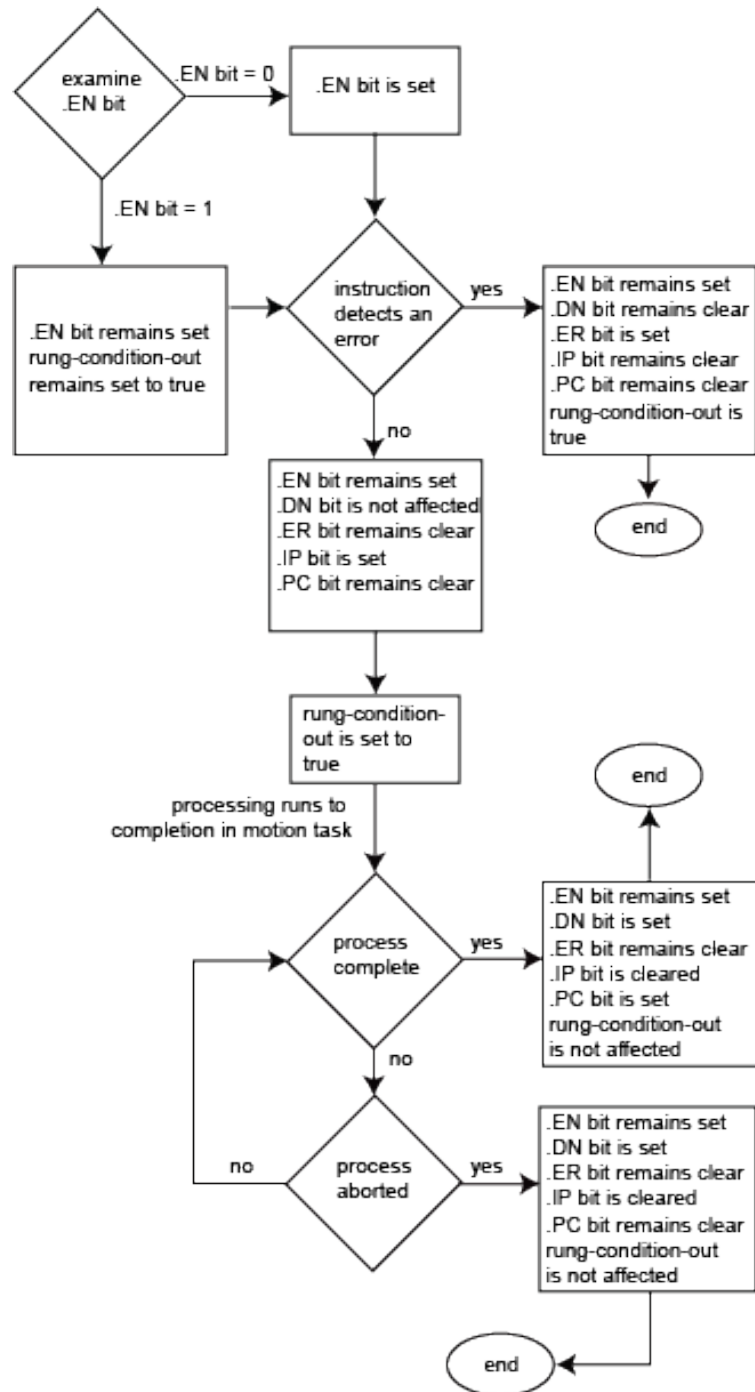 examine
.EN bit
.EN bit = 0
.EN bit is set
.EN bit = 1
.EN bit remains set
rung-condition-out
remains set to true
instruction
detects an
error
yes
.EN bit remains set
.DN bit remains clear
.ER bit is set
.IP bit remains clear
.PC bit remains clear
rung-condition-out is
true
end
no
.EN bit remains set
.DN bit is not affected
.ER bit remains clear
.IP bit is set
.PC bit remains clear
rung-condition-
out is set to
true
processing runs to
completion in motion task
end
process
complete
yes
.EN bit remains set
.DN bit is set
.ER bit remains clear
.IP bit is cleared
.PC bit is set
rung-condition-out
is not affected
no
no
process
aborted
yes
.EN bit remains set
.DN bit is set
.ER bit remains clear
.IP bit is cleared
.PC bit remains clear
rung-condition-out
is not affected
end